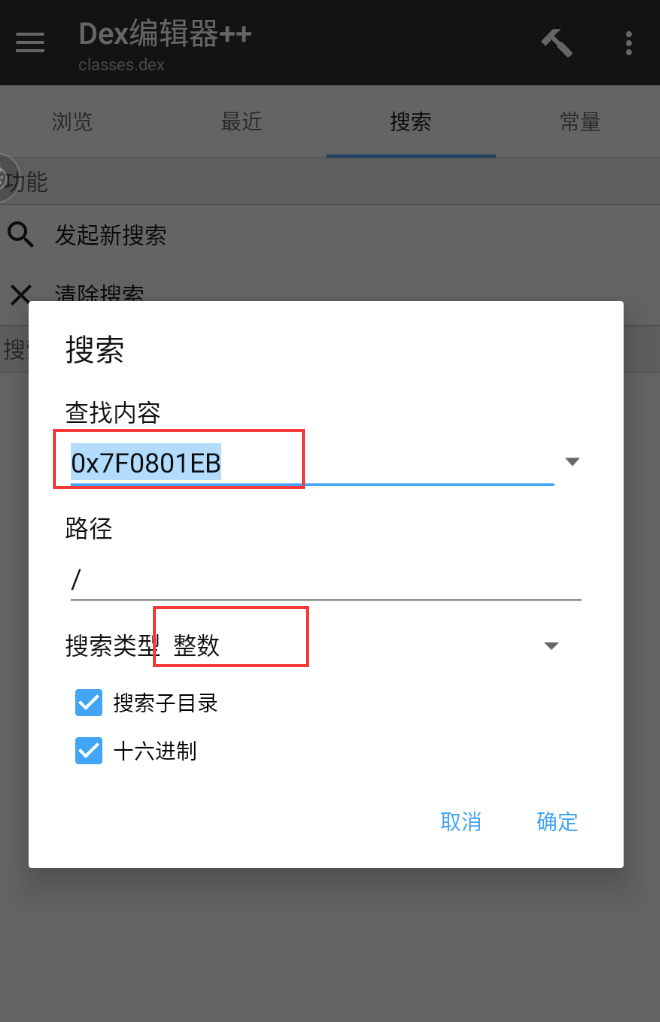 Dex编辑器++
classes.dex
浏览 最近 搜索 常量
功能
发起新搜索
清除搜索
搜
搜索
查找内容
0x7F0801EB
路径
/
搜索类型 整数
搜索子目录
十六进制
取消 确定